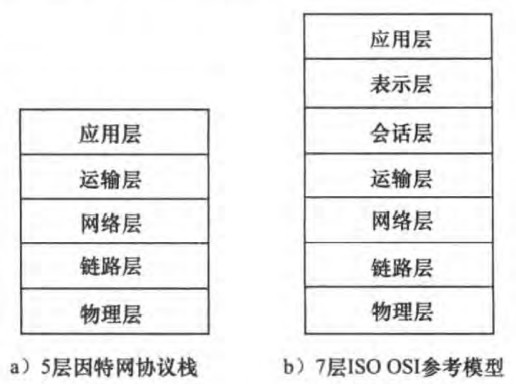 应用层
运输层
网络层
链路层
物理层
a）5层因特网协议栈
应用层
表示层
会话层
运输层
网络层
链路层
物理层
b）7层ISO OSI参考模型